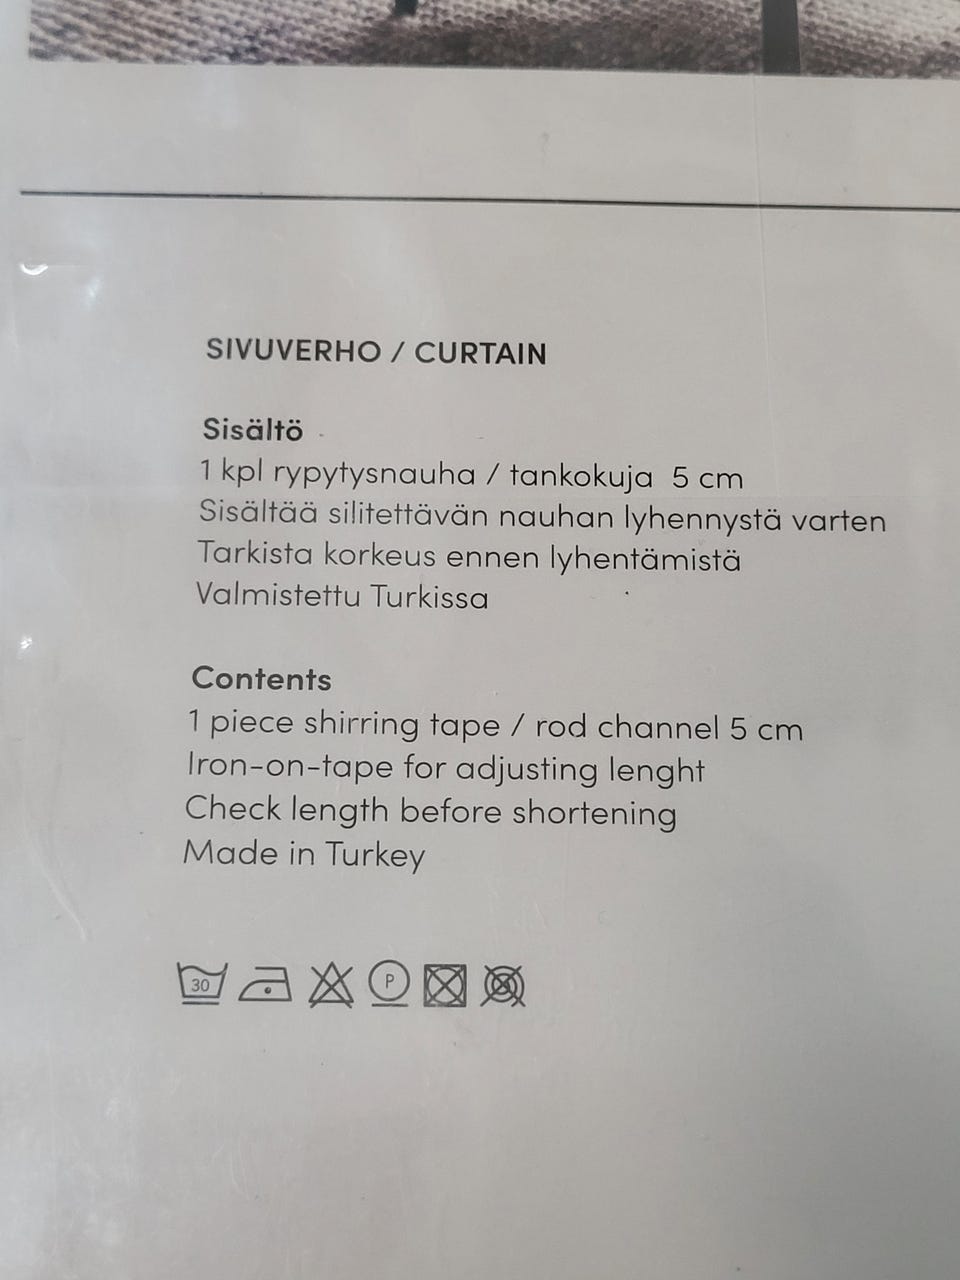 SIVUVERHO / CURTAIN
Sisältö
1 kpl rypytysnauha / tankokuja 5 cm
Sisältää silitettävän nauhan lyhennystä varten
Tarkista korkeus ennen lyhentämistä
Valmistettu Turkissa
Contents
1 piece shirring tape / rod channel 5 cm
Iron-on-tape for adjusting lenght
Check length before shortening
Made in Turkey
30 P